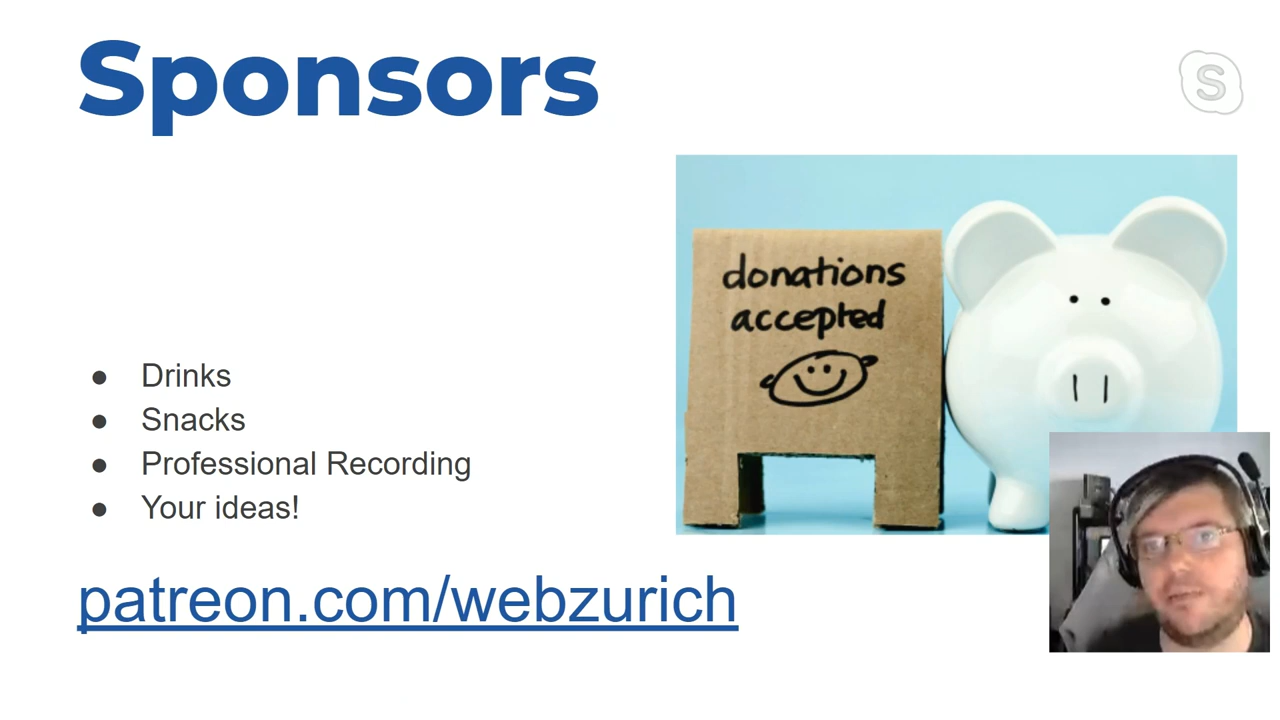 Sponsors
S
donations
accepted
● Drinks
● Snacks
● Professional Recording
● Your ideas!
patreon.com/webzurich